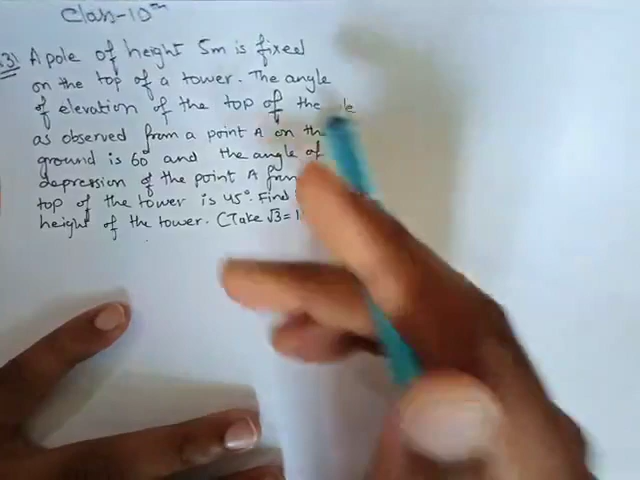 Class-10th
31 A pole of height 5m is fixed
on the top of a tower. The angle
of elevation of the top of the
as observed from a point A on the
ground is 60° and the angle of
depression of the point A from
top of the tower is 45°. Find
height of the tower. (Take √3=1